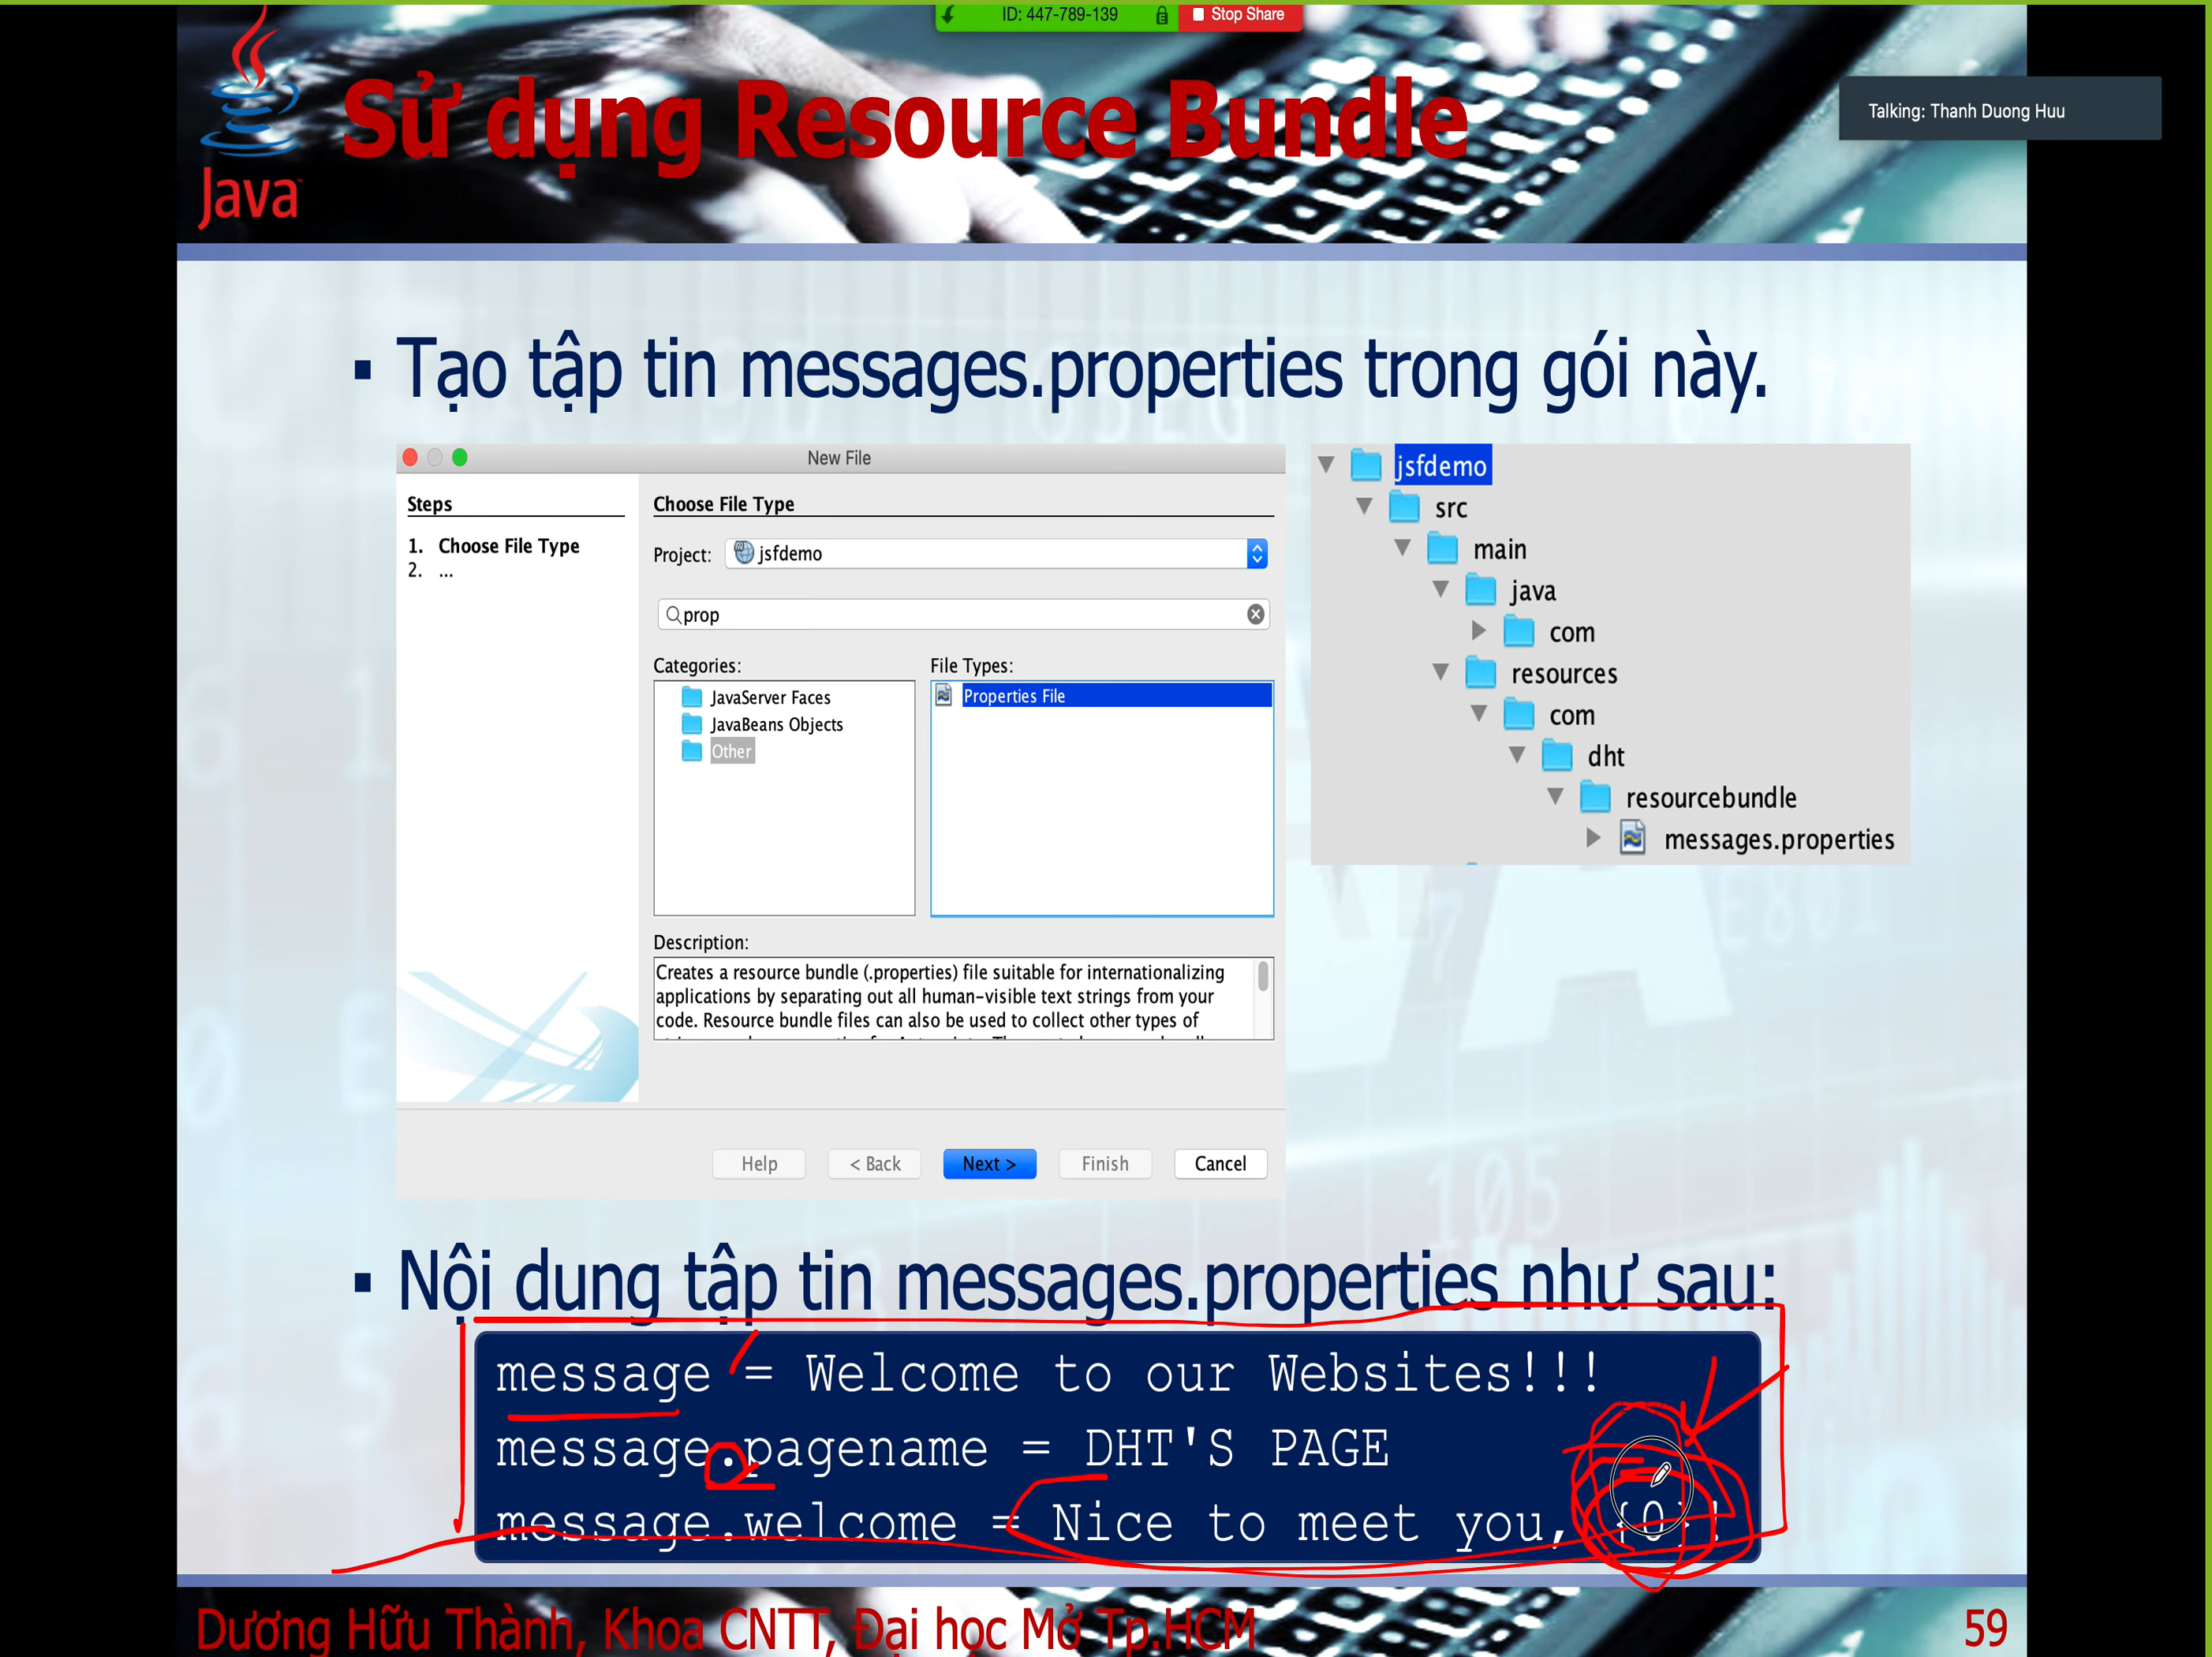 ID: 447-789-139
Stop Share
Talking: Thanh Duong Huu
Java
Sử dụng Resource Bundle
▪ Tạo tập tin messages.properties trong gói này.
New File
Steps
1. Choose File Type
2. ...
Choose File Type
Project: jsfdemo
prop
Categories:
JavaServer Faces
JavaBeans Objects
Other
File Types:
Properties File
Description:
Creates a resource bundle (.properties) file suitable for internationalizing
applications by separating out all human-visible text strings from your
code. Resource bundle files can also be used to collect other types of
Help
< Back
Next >
Finish
Cancel
jsfdemo
src
main
java
com
resources
com
dht
resourcebundle
messages.properties
▪ Nội dung tập tin messages.properties như sau:
message = Welcome to our Websites!!!
message.pagename = DHT'S PAGE
message.welcome = Nice to meet you, {0}!
Dương Hữu Thành, Khoa CNTT, Đại học Mở Tp.HCM
59